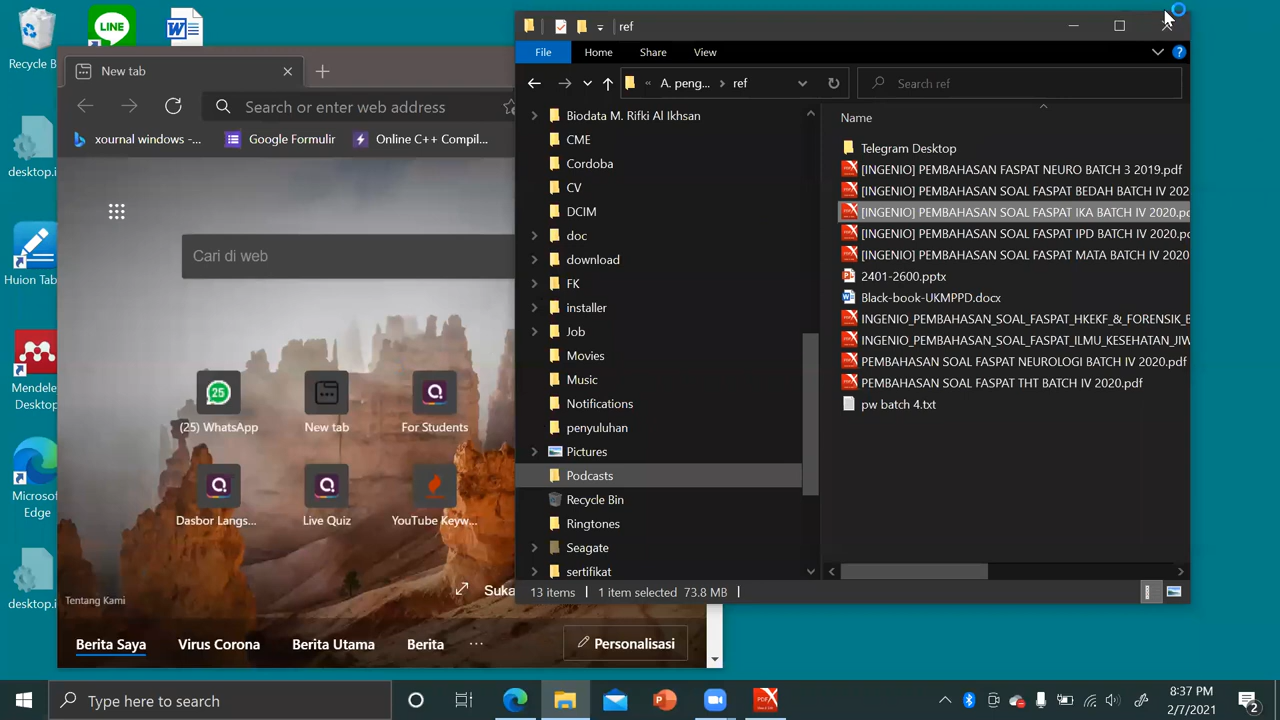 Recycle B
LINE
desktop.i
Huion Tab
Mendele
Desktop
Micros
Edge
desktop.i
New tab
Search or enter web address
xournal windows -...
Google Formulir
Online C++ Compil...
Cari di web
25
(25) WhatsApp
New tab
For Students
Dasbor Langs...
Live Quiz
YouTube Keyw...
Suka
Tentang Kami
Berita Saya
Virus Corona
Berita Utama
Berita
...
Personalisasi
ref
File
Home
Share
View
« A. peng... > ref
Search ref
Biodata M. Rifki Al Ikhsan
CME
Cordoba
CV
DCIM
doc
download
FK
installer
Job
Movies
Music
Notifications
penyuluhan
Pictures
Podcasts
Recycle Bin
Ringtones
Seagate
sertifikat
Name
Telegram Desktop
[INGENIO] PEMBAHASAN FASPAT NEURO BATCH 3 2019.pdf
[INGENIO] PEMBAHASAN SOAL FASPAT BEDAH BATCH IV 202
[INGENIO] PEMBAHASAN SOAL FASPAT IKA BATCH IV 2020.pd
[INGENIO] PEMBAHASAN SOAL FASPAT IPD BATCH IV 2020.pd
[INGENIO] PEMBAHASAN SOAL FASPAT MATA BATCH IV 2020
2401-2600.pptx
Black-book-UKMPPD.docx
INGENIO_PEMBAHASAN_SOAL_FASPAT_HKEKF_&_FORENSIK_B
INGENIO_PEMBAHASAN_SOAL_FASPAT_ILMU_KESEHATAN_JIW
PEMBAHASAN SOAL FASPAT NEUROLOGI BATCH IV 2020.pdf
PEMBAHASAN SOAL FASPAT THT BATCH IV 2020.pdf
pw batch 4.txt
13 items
1 item selected 73.8 MB
Type here to search
8:37 PM
2/7/2021
2